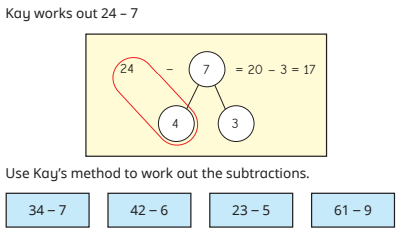 Kay works out 24 – 7
24 – 7 = 20 – 3 = 17
4 3
Use Kay's method to work out the subtractions.
34 – 7 42 – 6 23 – 5 61 – 9